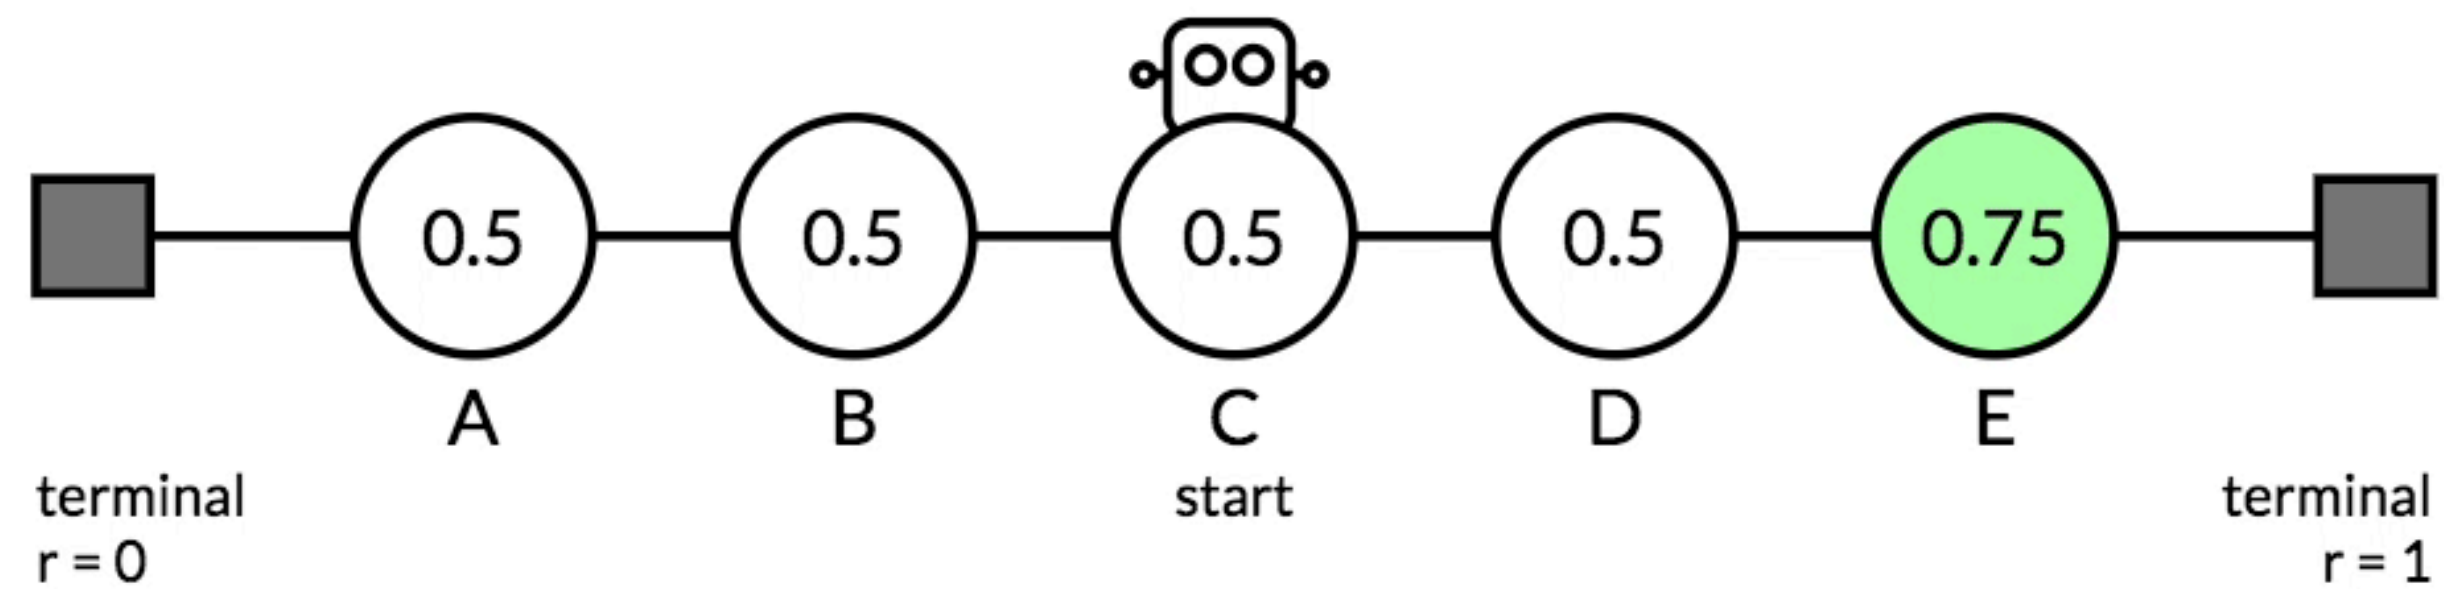 0.5 0.5 0.5 0.5 0.75
A B C D E
terminal start terminal
r = 0 r = 1